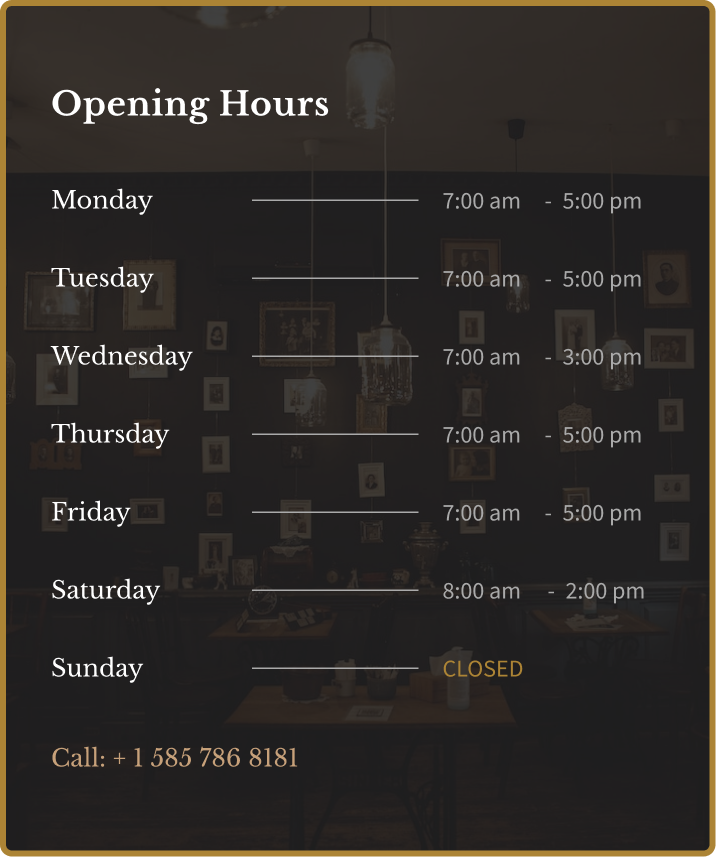 Opening Hours
Monday 7:00 am - 5:00 pm
Tuesday 7:00 am - 5:00 pm
Wednesday 7:00 am - 3:00 pm
Thursday 7:00 am - 5:00 pm
Friday 7:00 am - 5:00 pm
Saturday 8:00 am - 2:00 pm
Sunday CLOSED
Call: + 1 585 786 8181